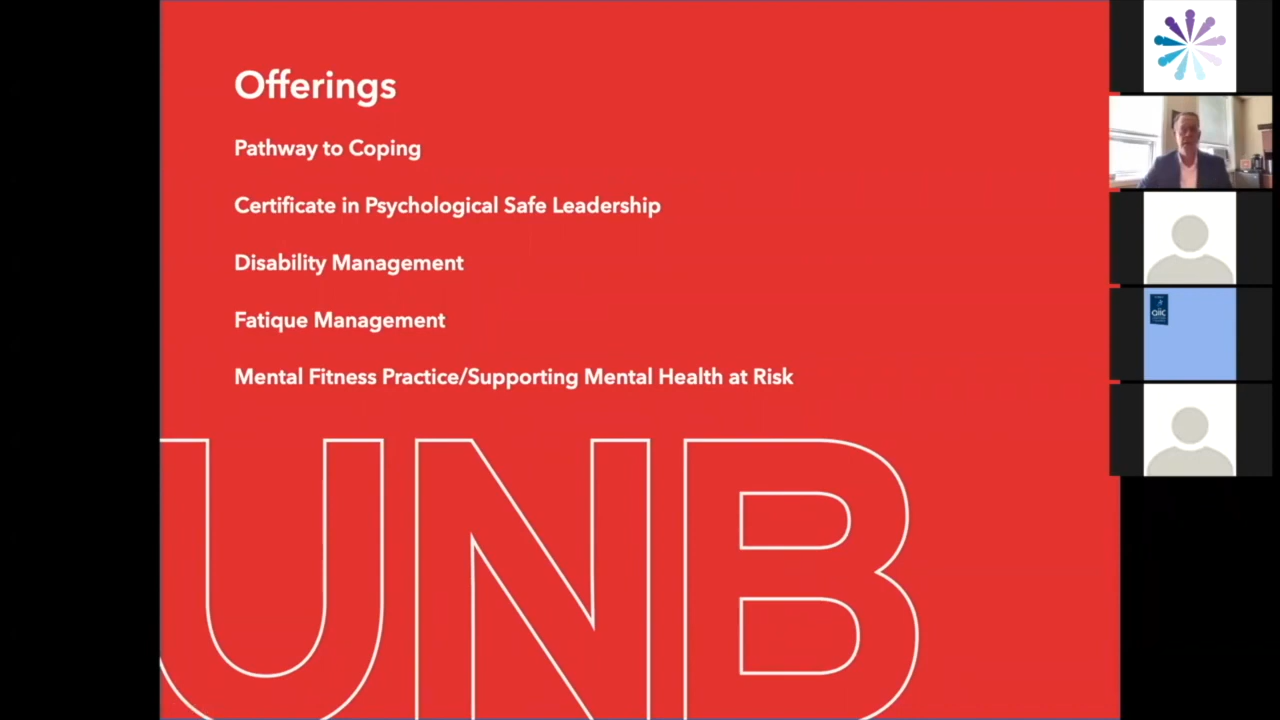 Offerings
Pathway to Coping
Certificate in Psychological Safe Leadership
Disability Management
Fatique Management
Mental Fitness Practice/Supporting Mental Health at Risk
UNB
aiic